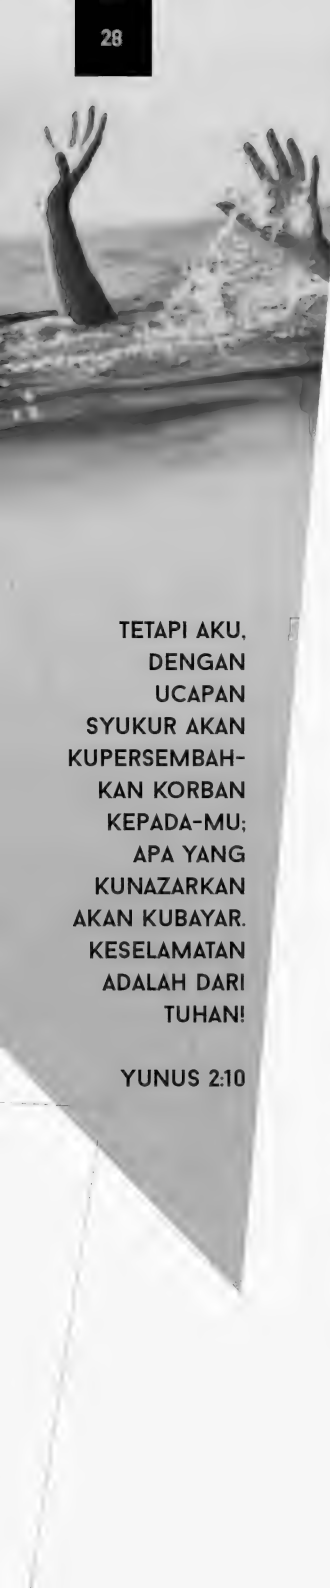 28
TETAPI AKU,
DENGAN
UCAPAN
SYUKUR AKAN
KUPERSEMBAH-
KAN KORBAN
KEPADA-MU;
APA YANG
KUNAZARKAN
AKAN KUBAYAR.
KESELAMATAN
ADALAH DARI
TUHAN!
YUNUS 2:10